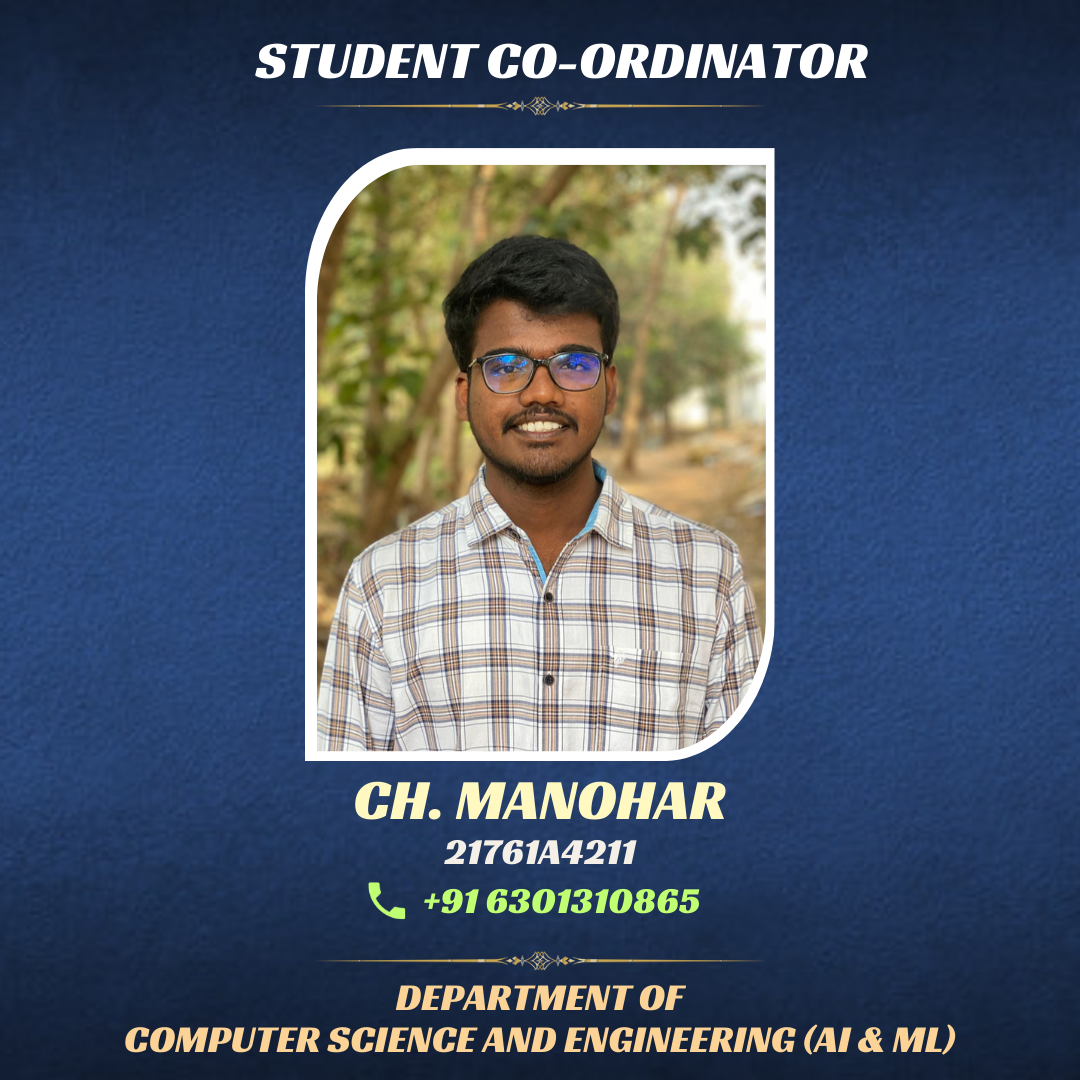 STUDENT CO-ORDINATOR
CH. MANOHAR
21761A4211
+91 6301310865
DEPARTMENT OF
COMPUTER SCIENCE AND ENGINEERING (AI & ML)